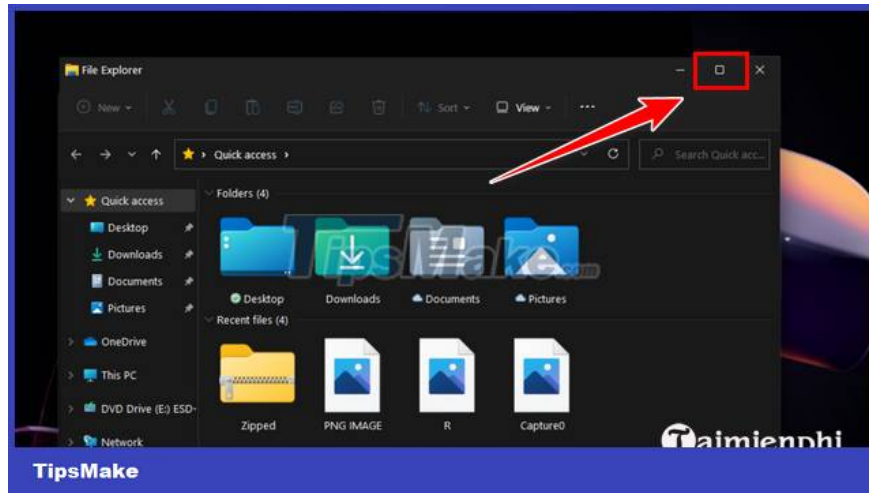 File Explorer
New
Sort
View
Quick access
Search Quick acc...
Quick access
Desktop
Downloads
Documents
Pictures
OneDrive
This PC
DVD Drive (E:) ESD-
Network
Folders (4)
TipsMake.com
Desktop
Downloads
Documents
Pictures
Recent files (4)
Zipped
PNG IMAGE
R
Capture0
Taimienphi
TipsMake